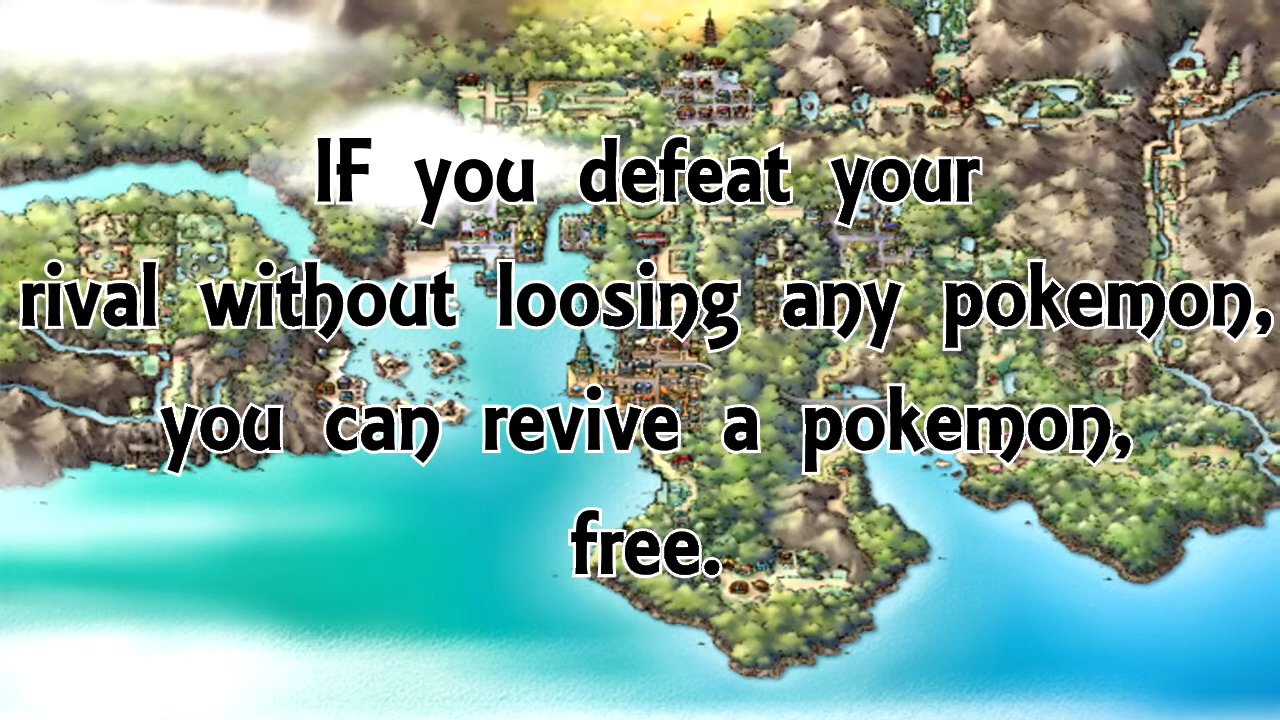 IF you defeat your
rival without loosing any pokemon,
you can revive a pokemon,
free.